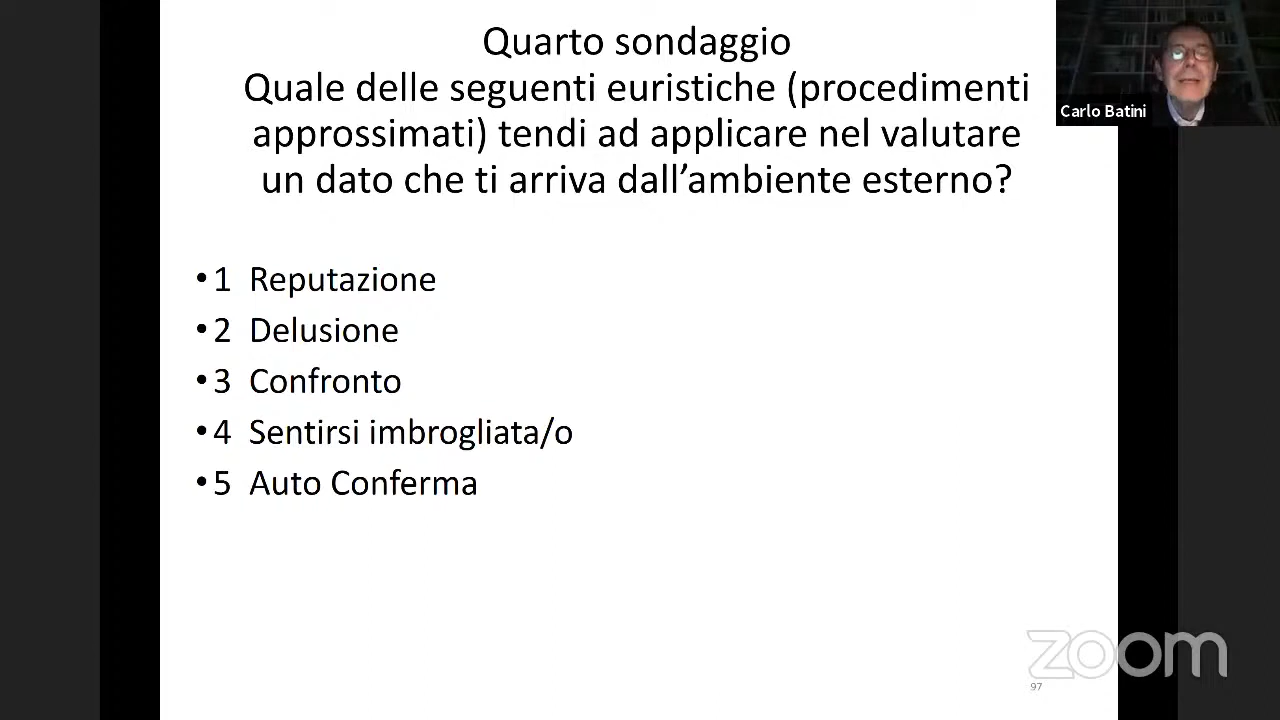 Quarto sondaggio
Quale delle seguenti euristiche (procedimenti
approssimati) tendi ad applicare nel valutare
un dato che ti arriva dall’ambiente esterno?
Carlo Batini
•1 Reputazione
•2 Delusione
•3 Confronto
•4 Sentirsi imbrogliata/o
•5 Auto Conferma
zoom
97